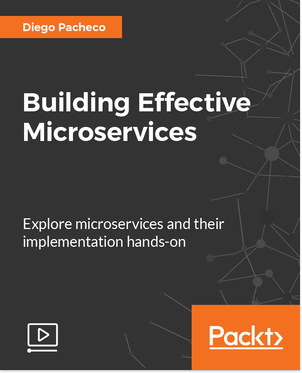 Diego Pacheco
Building Effective
Microservices
Explore microservices and their
implementation hands-on
Packt>